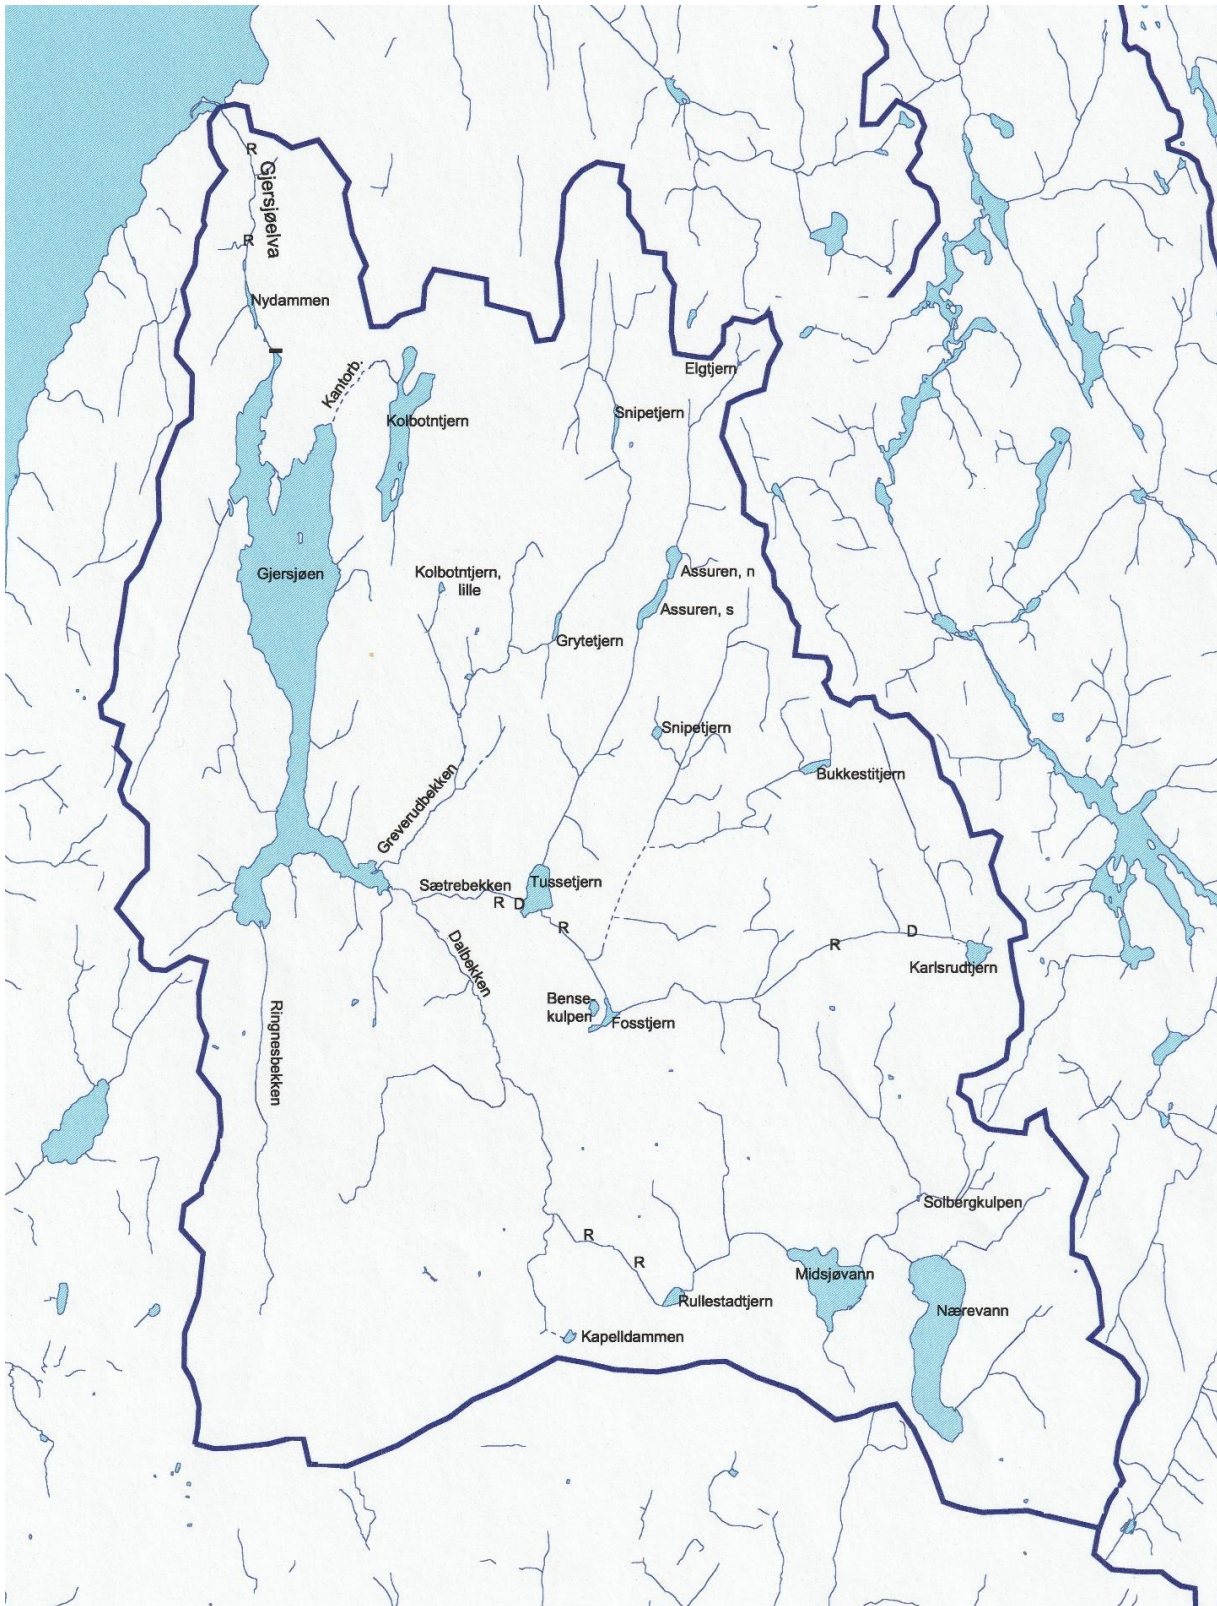 R
Gjersjøelva
R
Nydammen
Kantorb.
Elgtjern
Kolbotntjern
Snipetjern
Gjersjøen
Kolbotntjern,
lille
Assuren, n
Assuren, s
Grytetjern
Snipetjern
Bukkestitjern
Greverudbekken
Sætrebekken
R D
Tussetjern
R
Dalbekken
R
D
Karlsrudtjern
Bense-
kulpen
Fosstjern
Ringnesbekken
Solbergkulpen
R
R
Midsjøvann
Rullestadtjern
Nærevann
Kapelldammen